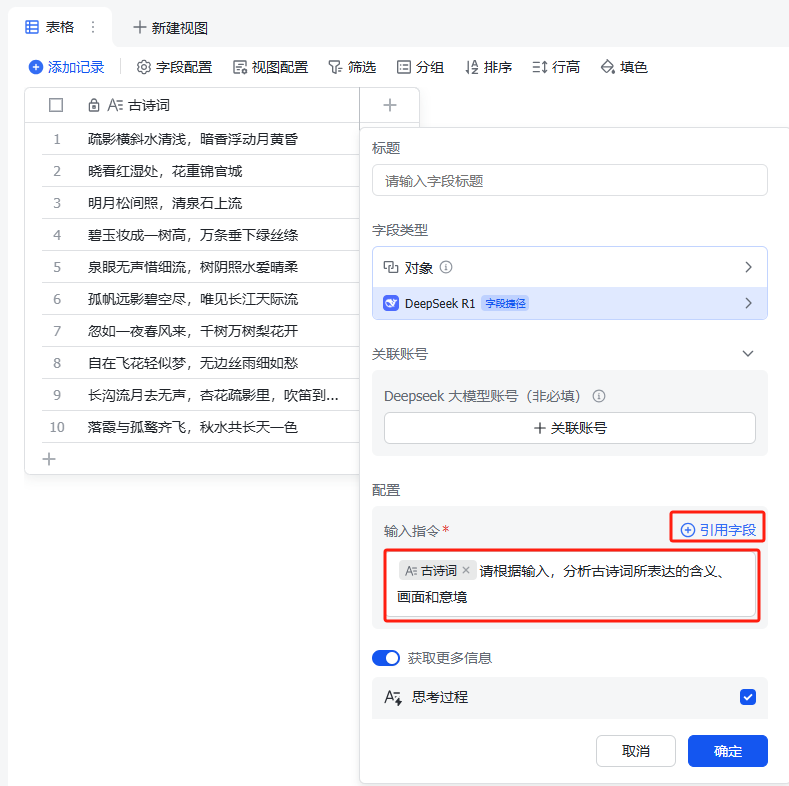 表格
新建视图
添加记录 字段配置 视图配置 筛选 分组 排序 行高 填色
古诗词
1 疏影横斜水清浅，暗香浮动月黄昏
2 晓看红湿处，花重锦官城
3 明月松间照，清泉石上流
4 碧玉妆成一树高，万条垂下绿丝绦
5 泉眼无声惜细流，树阴照水爱晴柔
6 孤帆远影碧空尽，唯见长江天际流
7 忽如一夜春风来，千树万树梨花开
8 自在飞花轻似梦，无边丝雨细如愁
9 长沟流月去无声，杏花疏影里，吹笛到...
10 落霞与孤鹜齐飞，秋水共长天一色
标题
请输入字段标题
字段类型
对象
DeepSeek R1 字段捷径
关联账号
Deepseek 大模型账号（非必填）
关联账号
配置
输入指令*
引用字段
古诗词 请根据输入，分析古诗词所表达的含义、
画面和意境
获取更多信息
思考过程
取消
确定